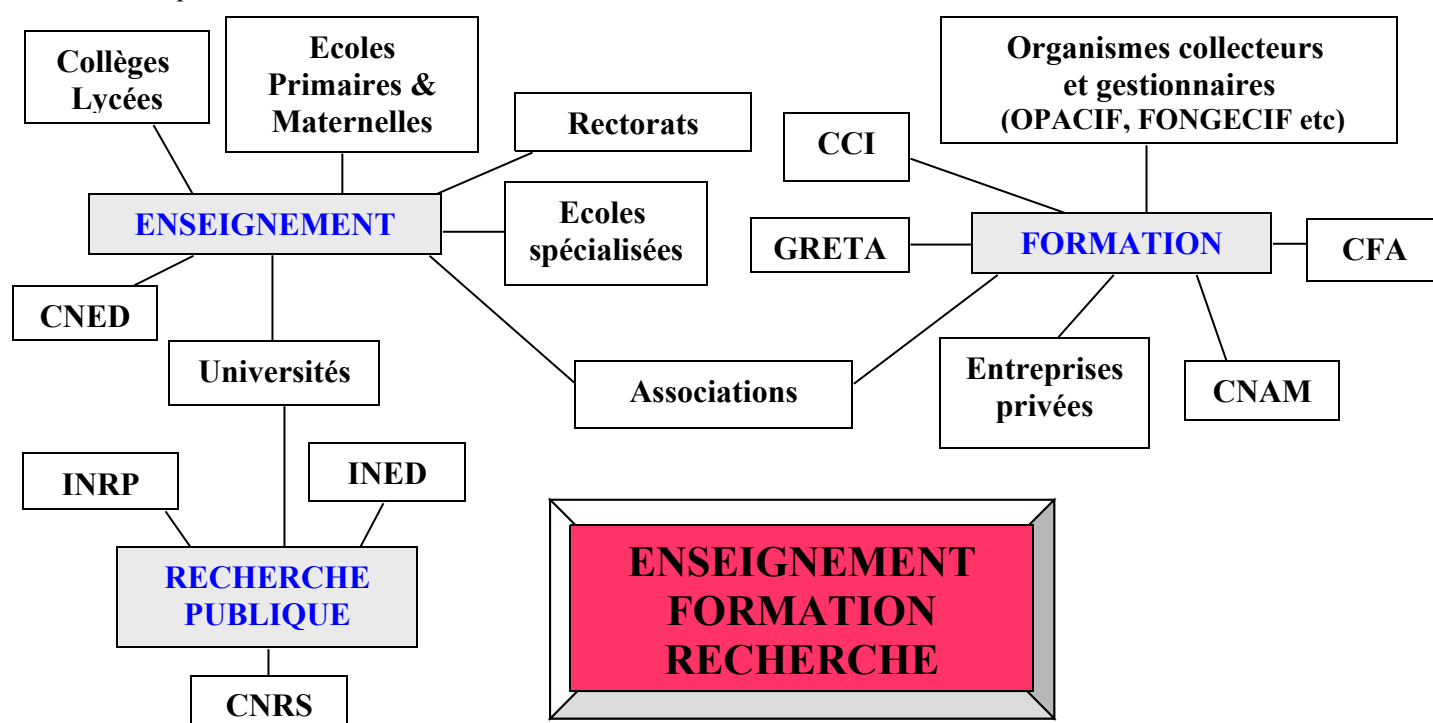 Collèges
Lycées
Ecoles
Primaires &
Maternelles
Rectorats
ENSEIGNEMENT
Ecoles
spécialisées
CNED
Universités
Associations
INRP
INED
RECHERCHE
PUBLIQUE
CNRS
Organismes collecteurs
et gestionnaires
(OPACIF, FONGECIF etc)
CCI
GRETA
FORMATION
CFA
Entreprises
privées
CNAM
ENSEIGNEMENT
FORMATION
RECHERCHE